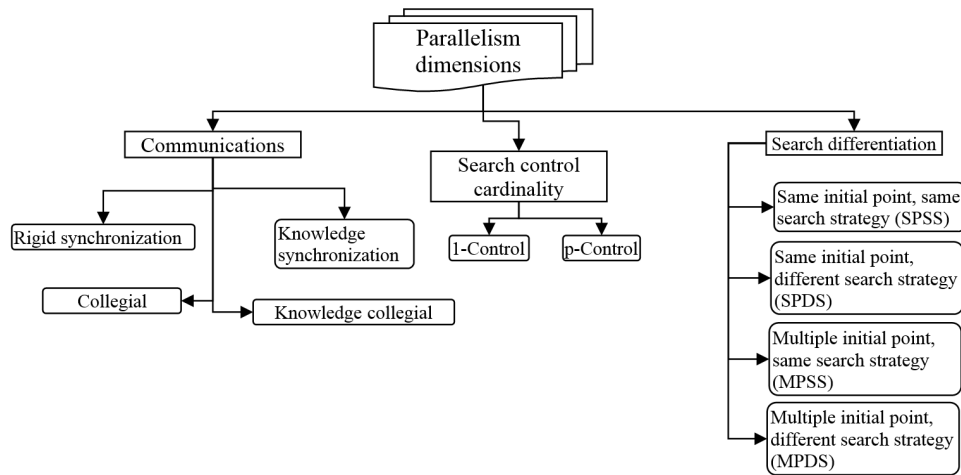 Parallelism
dimensions
Communications
Search control
cardinality
Search differentiation
Rigid synchronization
Knowledge
synchronization
Collegial
Knowledge collegial
1-Control
p-Control
Same initial point, same
search strategy (SPSS)
Same initial point,
different search strategy
(SPDS)
Multiple initial point,
same search strategy
(MPSS)
Multiple initial point,
different search strategy
(MPDS)